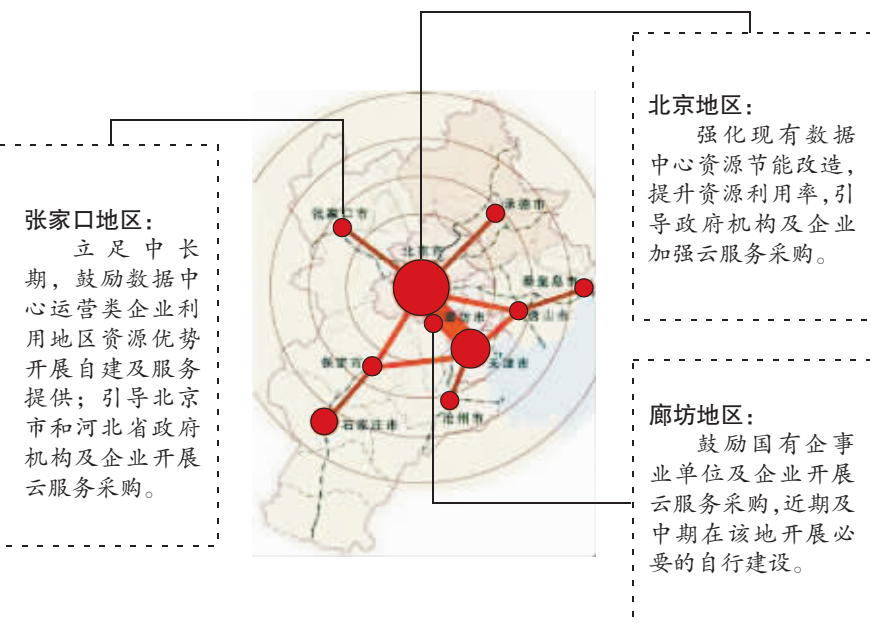 北京地区：
强化现有数据
中心资源节能改造，
提升资源利用率，引
导政府机构及企业
加强云服务采购。
张家口地区：
立足中长
期，鼓励数据中
心运营类企业利
用地区资源优势
开展自建及服务
提供；引导北京
市和河北省政府
机构及企业开展
云服务采购。
张家口市
承德市
北京市
秦皇岛市
廊坊市
唐山市
保定市
天津市
沧州市
石家庄市
廊坊地区：
鼓励国有企事
业单位及企业开展
云服务采购，近期及
中期在该地开展必
要的自行建设。